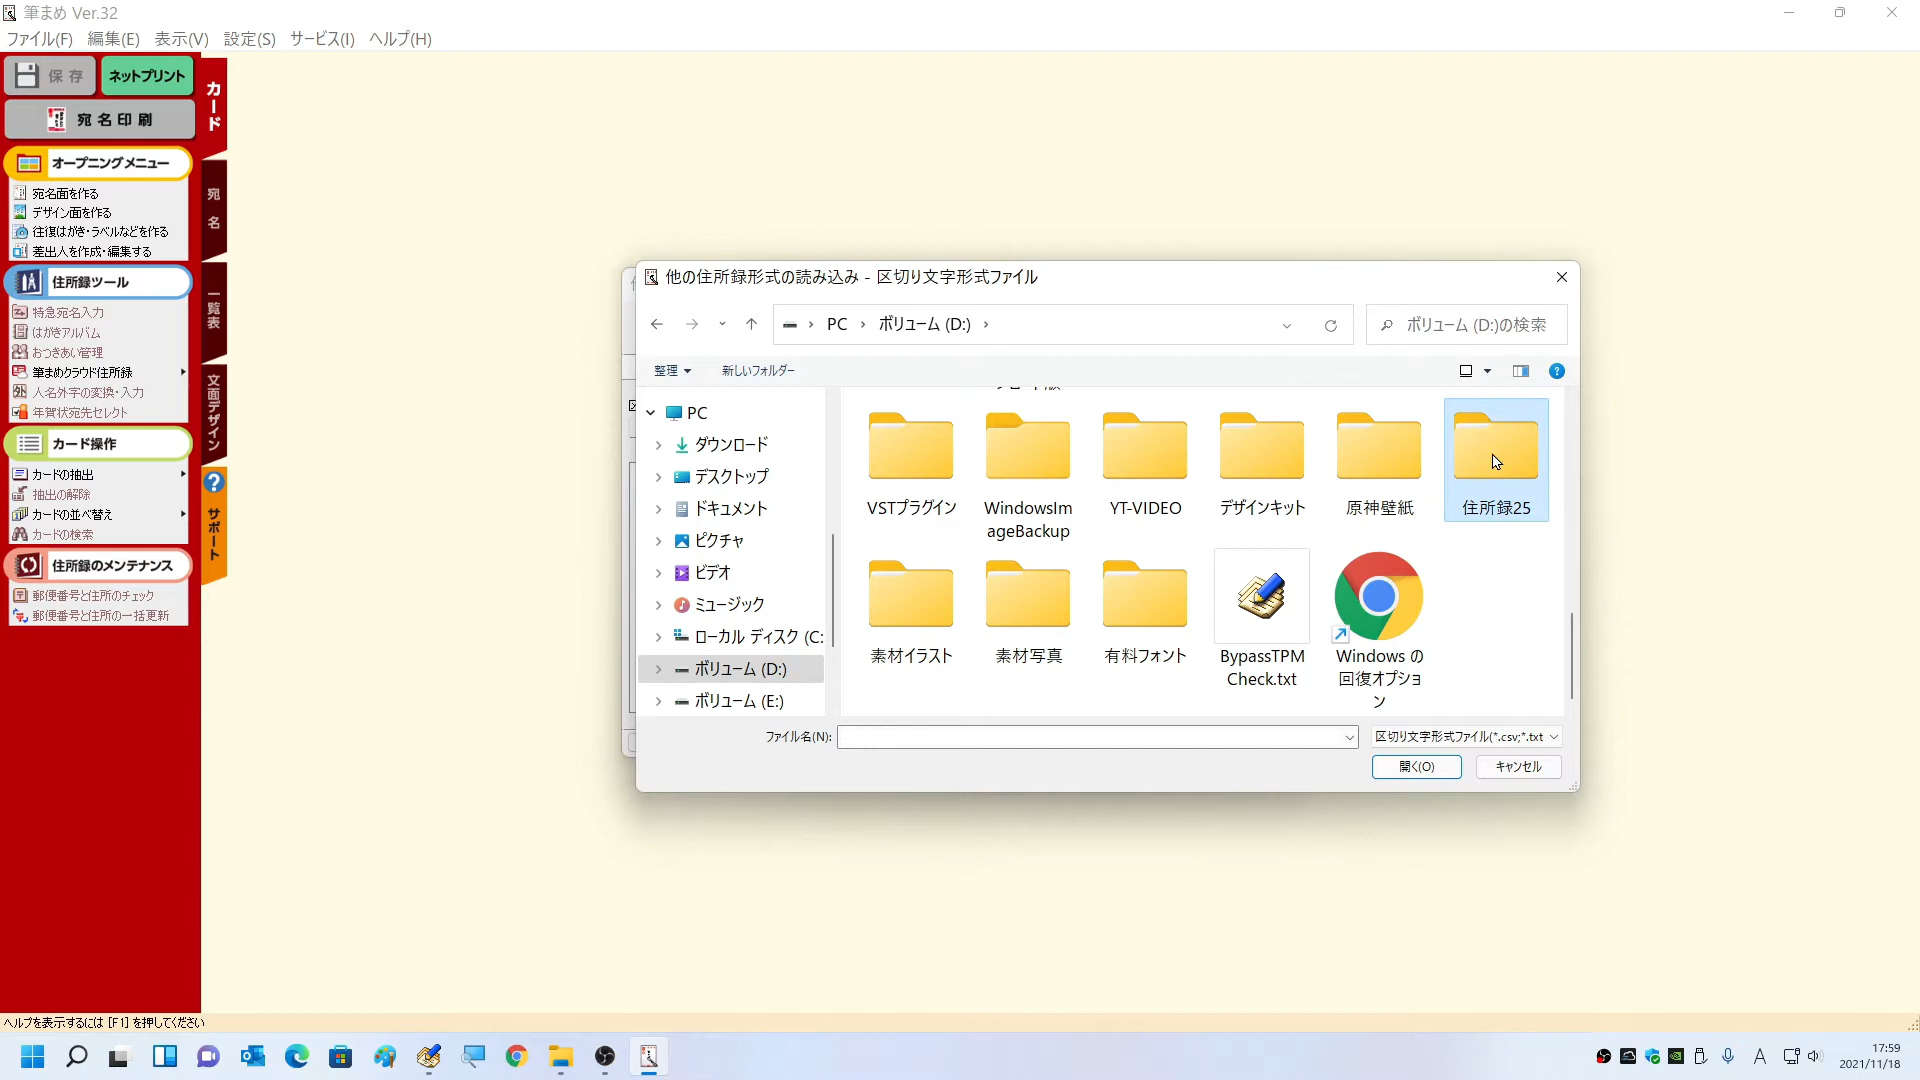 筆まめ Ver.32
ファイル(F) 編集(E) 表示(V) 設定(S) サービス(I) ヘルプ(H)
保存
ネットプリント
宛名印刷
カード
宛名
一覧表
文面デザイン
サポート
オープニングメニュー
宛名面を作る
デザイン面を作る
往復はがき・ラベルなどを作る
差出人を作成・編集する
住所録ツール
特急宛名入力
はがきアルバム
おつきあい管理
筆まめクラウド住所録
人名外字の変換・入力
年賀状宛先セレクト
カード操作
カードの抽出
抽出の解除
カードの並べ替え
カードの検索
住所録のメンテナンス
郵便番号と住所のチェック
郵便番号と住所の一括更新
他の住所録形式の読み込み - 区切り文字形式ファイル
PC › ボリューム (D:) ›
ボリューム (D:)の検索
整理
新しいフォルダー
PC
ダウンロード
デスクトップ
ドキュメント
ピクチャ
ビデオ
ミュージック
ローカル ディスク (C:
ボリューム (D:)
ボリューム (E:)
VSTプラグイン
WindowsIm
ageBackup
YT-VIDEO
デザインキット
原神壁紙
住所録25
素材イラスト
素材写真
有料フォント
BypassTPM
Check.txt
Windows の
回復オプショ
ン
ファイル名(N):
区切り文字形式ファイル(*.csv;*.txt
開く(O)
キャンセル
ヘルプを表示するには [F1] を押してください
A
17:59
2021/11/18